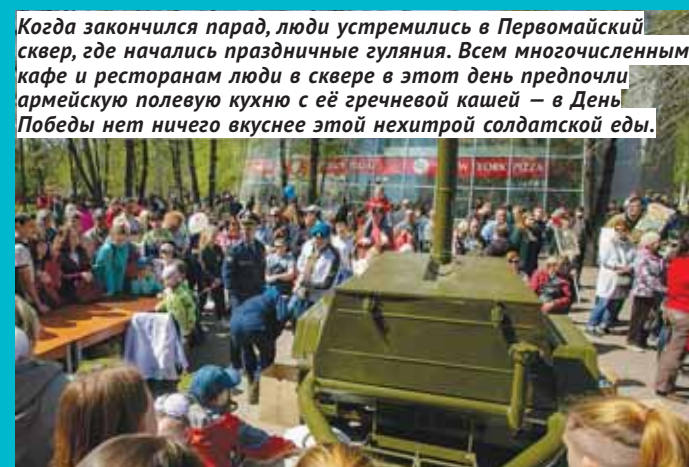 Когда закончился парад, люди устремились в Первомайский
сквер, где начались праздничные гуляния. Всем многочисленным
кафе и ресторанам люди в сквере в этот день предпочли
армейскую полевую кухню с её гречневой кашей — в День
Победы нет ничего вкуснее этой нехитрой солдатской еды.
YORK PIZZA